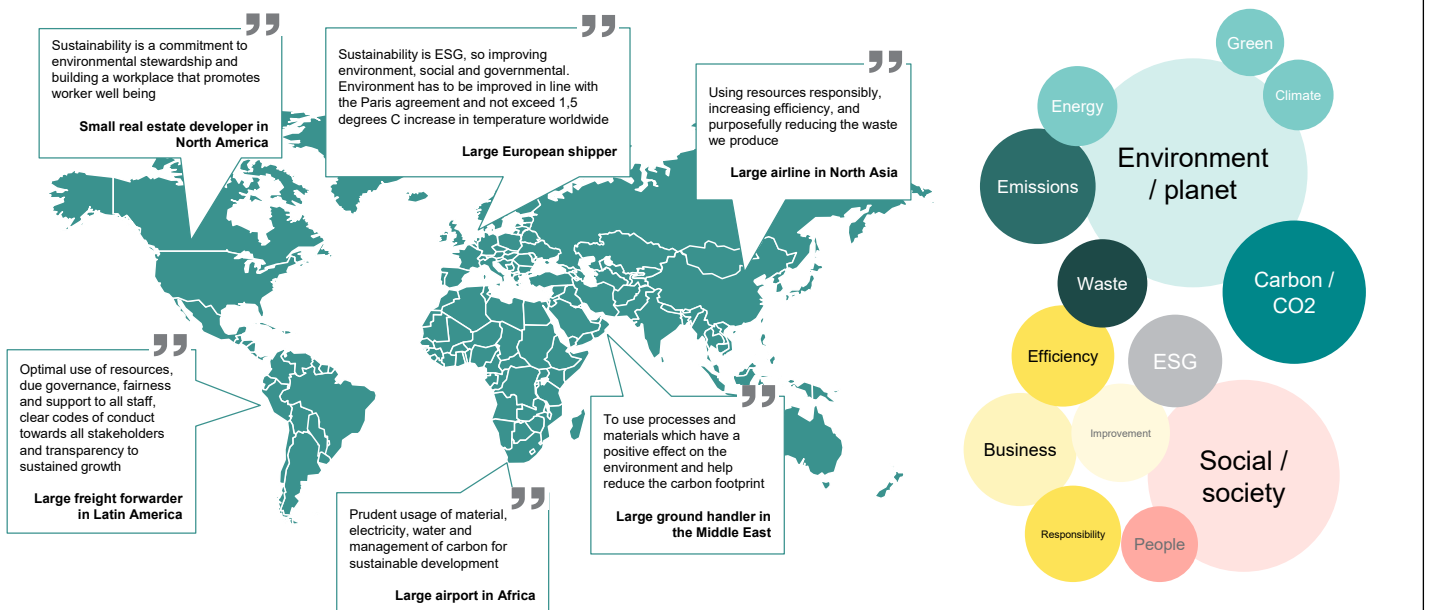 Sustainability is a commitment to
environmental stewardship and
building a workplace that promotes
worker well being
Small real estate developer in
North America
Sustainability is ESG, so improving
environment, social and governmental.
Environment has to be improved in line with
the Paris agreement and not exceed 1,5
degrees C increase in temperature worldwide
Large European shipper
Using resources responsibly,
increasing efficiency, and
purposefully reducing the waste
we produce
Large airline in North Asia
Optimal use of resources,
due governance, fairness
and support to all staff,
clear codes of conduct
towards all stakeholders
and transparency to
sustained growth
Large freight forwarder
in Latin America
Prudent usage of material,
electricity, water and
management of carbon for
sustainable development
Large airport in Africa
To use processes and
materials which have a
positive effect on the
environment and help
reduce the carbon footprint
Large ground handler in
the Middle East
Green
Climate
Energy
Environment
/ planet
Emissions
Waste
Carbon /
CO2
Efficiency
ESG
Improvement
Business
Social /
society
Responsibility
People